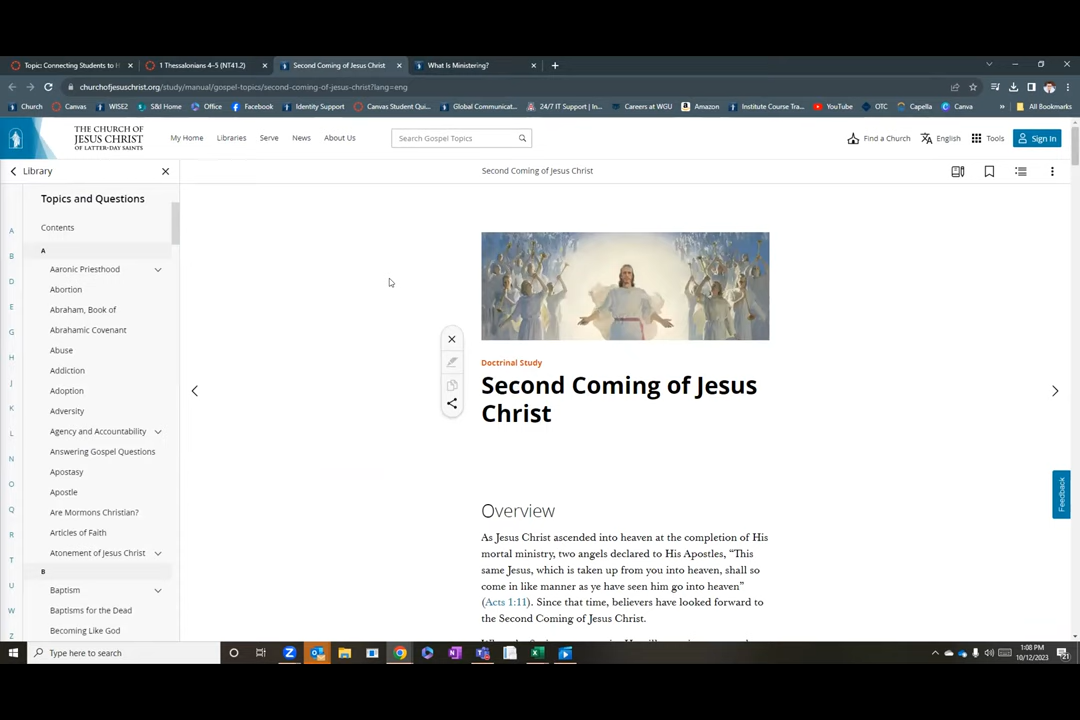 Topic: Connecting Students to H
1 Thessalonians 4–5 (NT41.2)
Second Coming of Jesus Christ
What Is Ministering?
churchofjesuschrist.org/study/manual/gospel-topics/second-coming-of-jesus-christ?lang=eng
Church
Canvas
WISE2
S&I Home
Office
Facebook
Identity Support
Canvas Student Qui...
Global Communicat...
24/7 IT Support | In...
Careers at WGU
Amazon
Institute Course Tra...
YouTube
OTC
Capella
Canva
»
All Bookmarks
THE CHURCH OF
JESUS CHRIST
OF LATTER-DAY SAINTS
My Home
Libraries
Serve
News
About Us
Search Gospel Topics
Find a Church
English
Tools
Sign In
Library
Second Coming of Jesus Christ
Topics and Questions
Contents
A
Aaronic Priesthood
Abortion
Abraham, Book of
Abrahamic Covenant
Abuse
Addiction
Adoption
Adversity
Agency and Accountability
Answering Gospel Questions
Apostasy
Apostle
Are Mormons Christian?
Articles of Faith
Atonement of Jesus Christ
B
Baptism
Baptisms for the Dead
Becoming Like God
A
B
D
E
G
H
J
K
L
N
O
Q
R
T
U
W
Z
Doctrinal Study
Second Coming of Jesus
Christ
Overview
As Jesus Christ ascended into heaven at the completion of His
mortal ministry, two angels declared to His Apostles, “This
same Jesus, which is taken up from you into heaven, shall so
come in like manner as ye have seen him go into heaven”
(Acts 1:11). Since that time, believers have looked forward to
the Second Coming of Jesus Christ.
Feedback
Type here to search
1:08 PM
10/12/2023
21